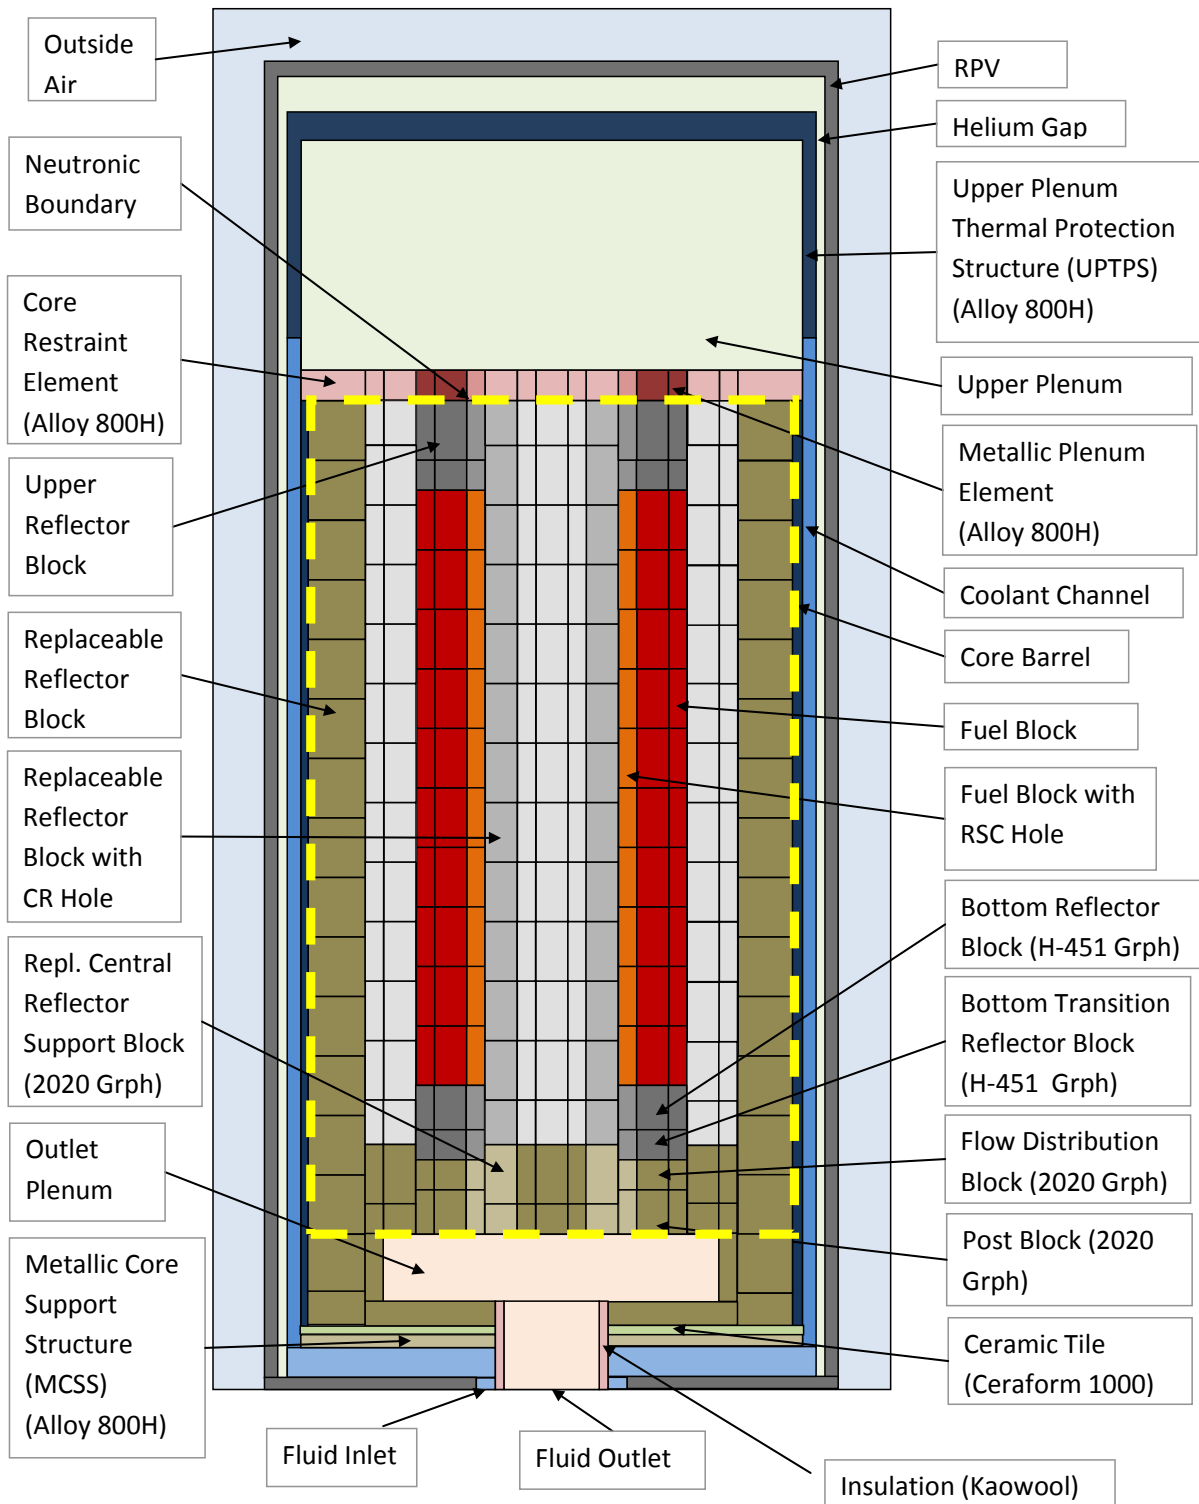 Outside
Air
Neutronic
Boundary
Core
Restraint
Element
(Alloy 800H)
Upper
Reflector
Block
Replaceable
Reflector
Block
Replaceable
Reflector
Block with
CR Hole
Repl. Central
Reflector
Support Block
(2020 Grph)
Outlet
Plenum
Metallic Core
Support
Structure
(MCSS)
(Alloy 800H)
Fluid Inlet
Fluid Outlet
Insulation (Kaowool)
RPV
Helium Gap
Upper Plenum
Thermal Protection
Structure (UPTPS)
(Alloy 800H)
Upper Plenum
Metallic Plenum
Element
(Alloy 800H)
Coolant Channel
Core Barrel
Fuel Block
Fuel Block with
RSC Hole
Bottom Reflector
Block (H-451 Grph)
Bottom Transition
Reflector Block
(H-451 Grph)
Flow Distribution
Block (2020 Grph)
Post Block (2020
Grph)
Ceramic Tile
(Ceraform 1000)